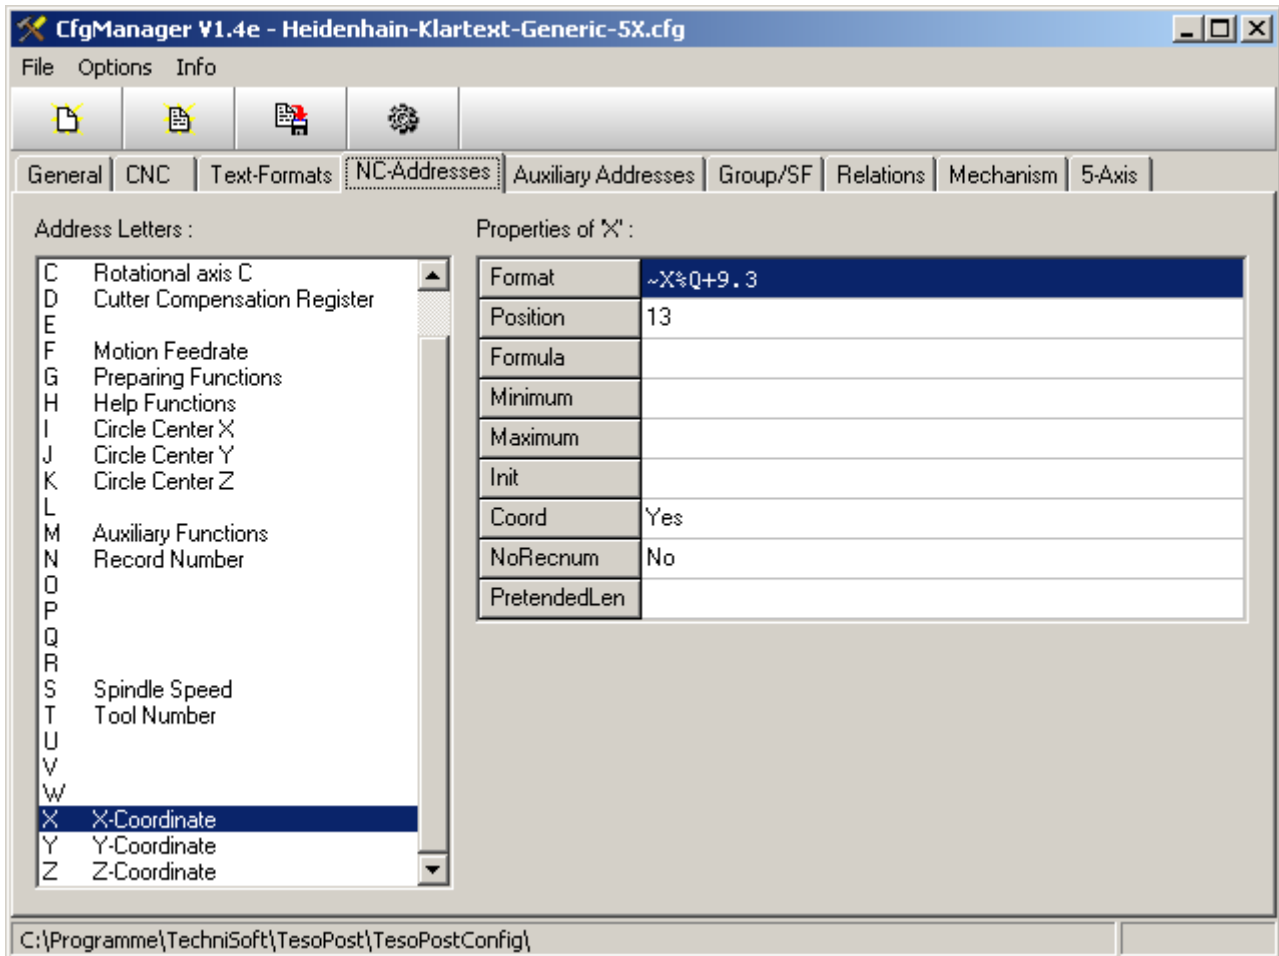 CfgManager V1.4e - Heidenhain-Klartext-Generic-5X.cfg
File Options Info
General CNC Text-Formats NC-Addresses Auxiliary Addresses Group/SF Relations Mechanism 5-Axis
Address Letters :
C Rotational axis C
D Cutter Compensation Register
E
F Motion Feedrate
G Preparing Functions
H Help Functions
I Circle Center X
J Circle Center Y
K Circle Center Z
L
M Auxiliary Functions
N Record Number
O
P
Q
R
S Spindle Speed
T Tool Number
U
V
W
X X-Coordinate
Y Y-Coordinate
Z Z-Coordinate
Properties of 'X' :
Format ~X%Q+9.3
Position 13
Formula
Minimum
Maximum
Init
Coord Yes
NoRecnum No
PretendedLen
C:\Programme\TechniSoft\TesoPost\TesoPostConfig\